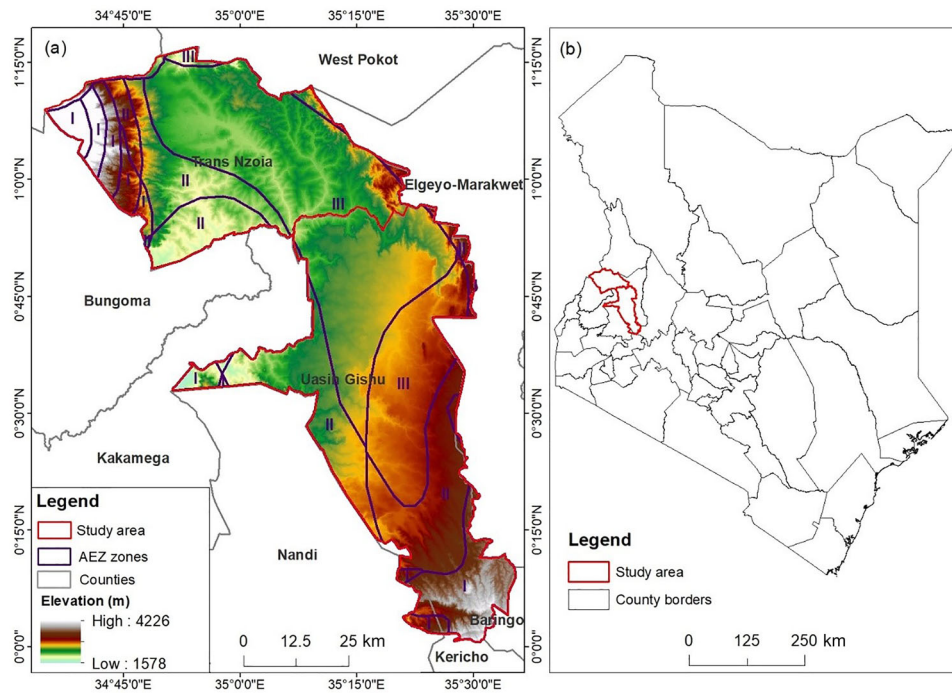 34°45'0"E
35°0'0"E
35°15'0"E
35°30'0"E
(a)
(b)
1°15'0"N
1°15'0"N
III
West Pokot
I
I
I
III
I
I
Trans Nzoia
II
II
III
Elgeyo-Marakwet
1°0'0"N
1°0'0"N
Bungoma
0°45'0"N
0°45'0"N
I
Uasin Gishu
III
II
0°30'0"N
0°30'0"N
Kakamega
II
Legend
Study area
AEZ zones
Counties
Elevation (m)
High : 4226
Low : 1578
0°15'0"N
0°15'0"N
Nandi
I
Baringo
Kericho
0 12.5 25 km
0°0'0"
0°0'0"
34°45'0"E
35°0'0"E
35°15'0"E
35°30'0"E
Legend
Study area
County borders
0 125 250 km